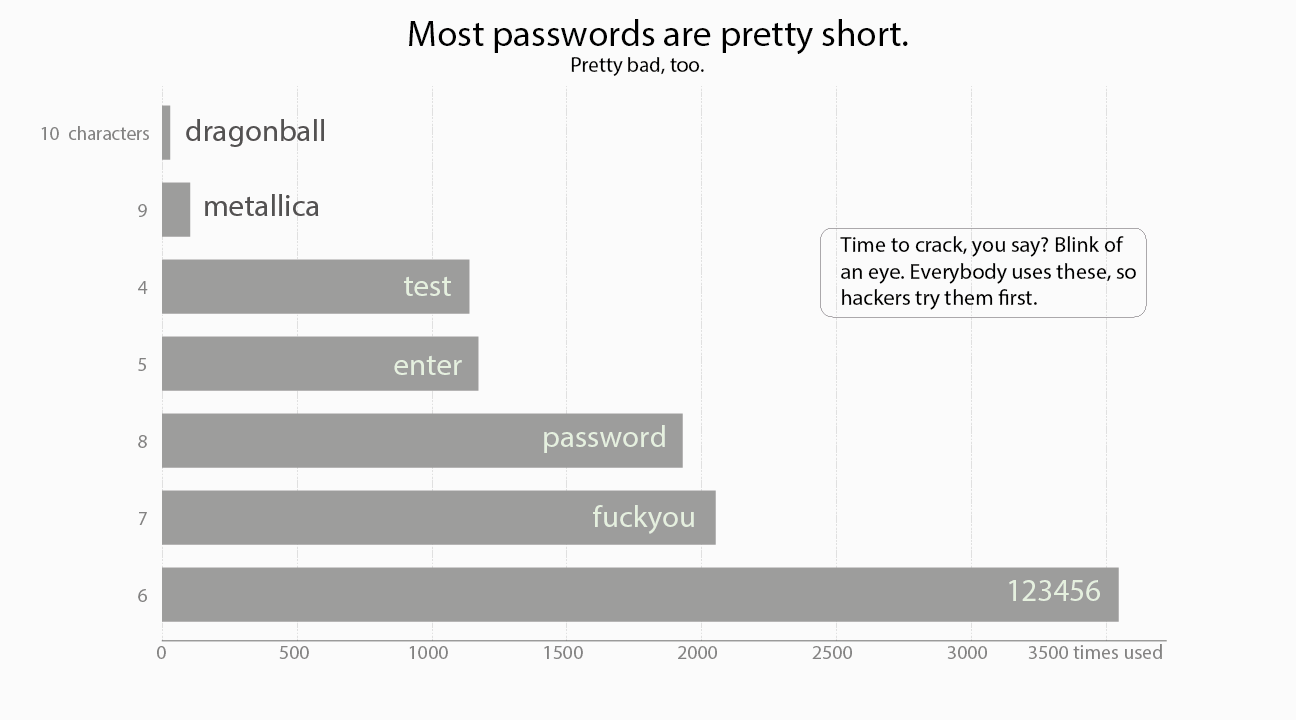 Most passwords are pretty short.
Pretty bad, too.
10 characters dragonball
9 metallica
4 test
5 enter
8 password
7 fuckyou
6 123456
Time to crack, you say? Blink of
an eye. Everybody uses these, so
hackers try them first.
0 500 1000 1500 2000 2500 3000 3500 times used